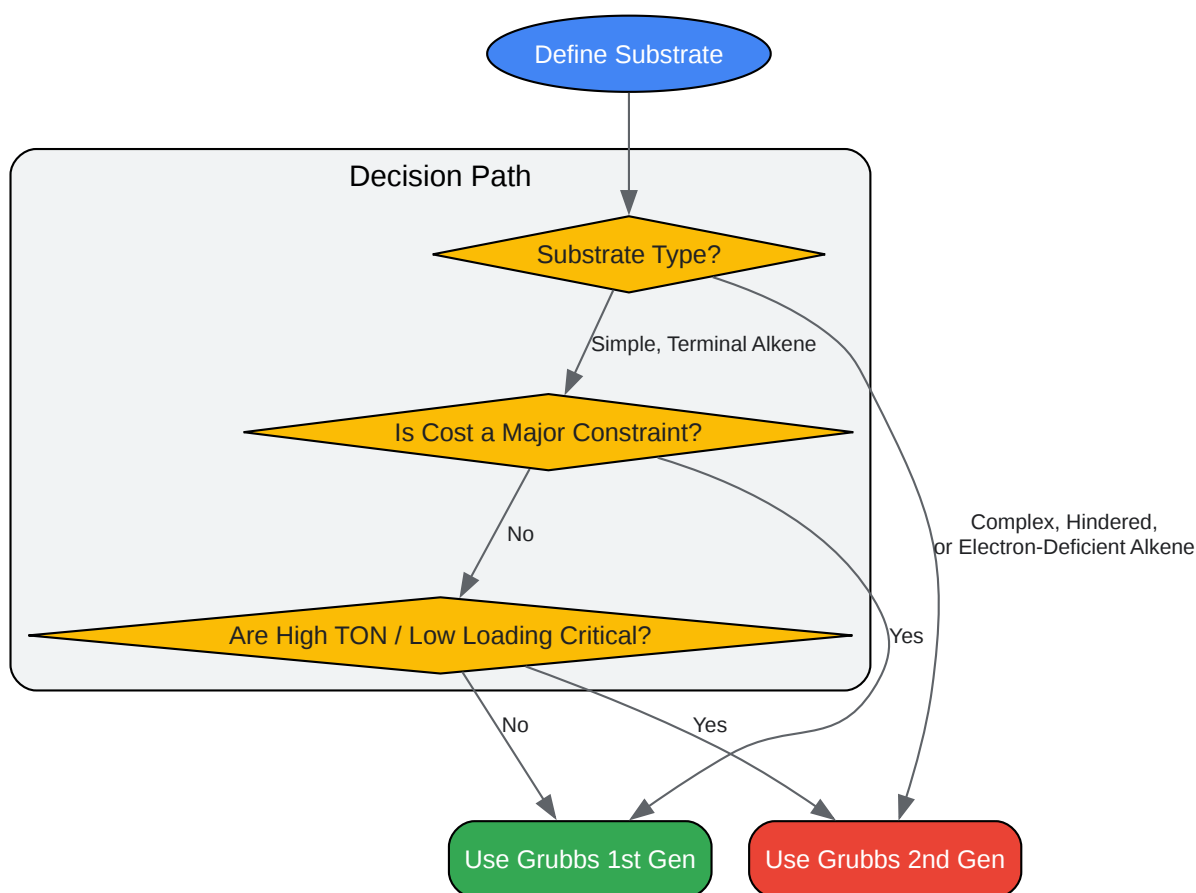 Define Substrate
Decision Path
Substrate Type?
Simple, Terminal Alkene
Is Cost a Major Constraint?
Complex, Hindered,
or Electron-Deficient Alkene
No
Are High TON / Low Loading Critical?
Yes
No
Yes
Use Grubbs 1st Gen
Use Grubbs 2nd Gen